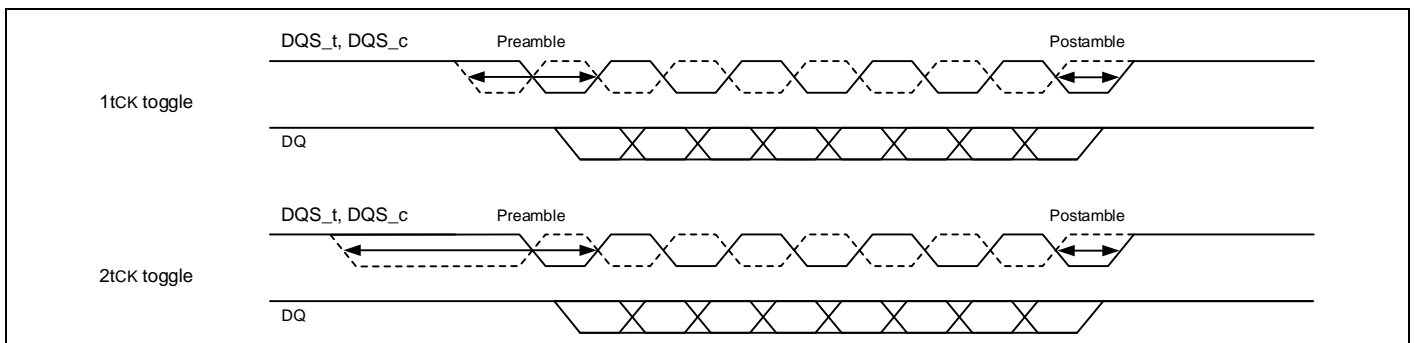 DQS_t, DQS_c Preamble Postamble
1tCK toggle
DQ
DQS_t, DQS_c Preamble Postamble
2tCK toggle
DQ